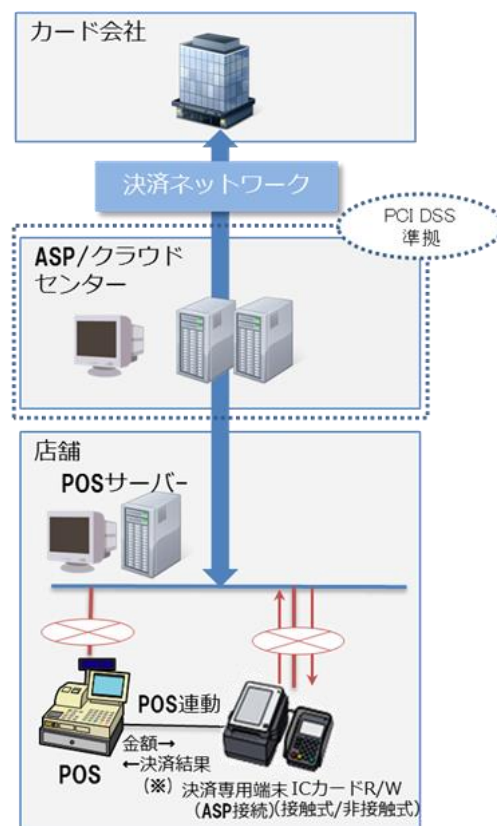 カード会社
決済ネットワーク
PCI DSS
準拠
ASP/クラウド
センター
店舗
POSサーバー
POS連動
金額→
←決済結果
(※)
POS
決済専用端末
(ASP接続)
ICカードR/W
(接触式/非接触式)